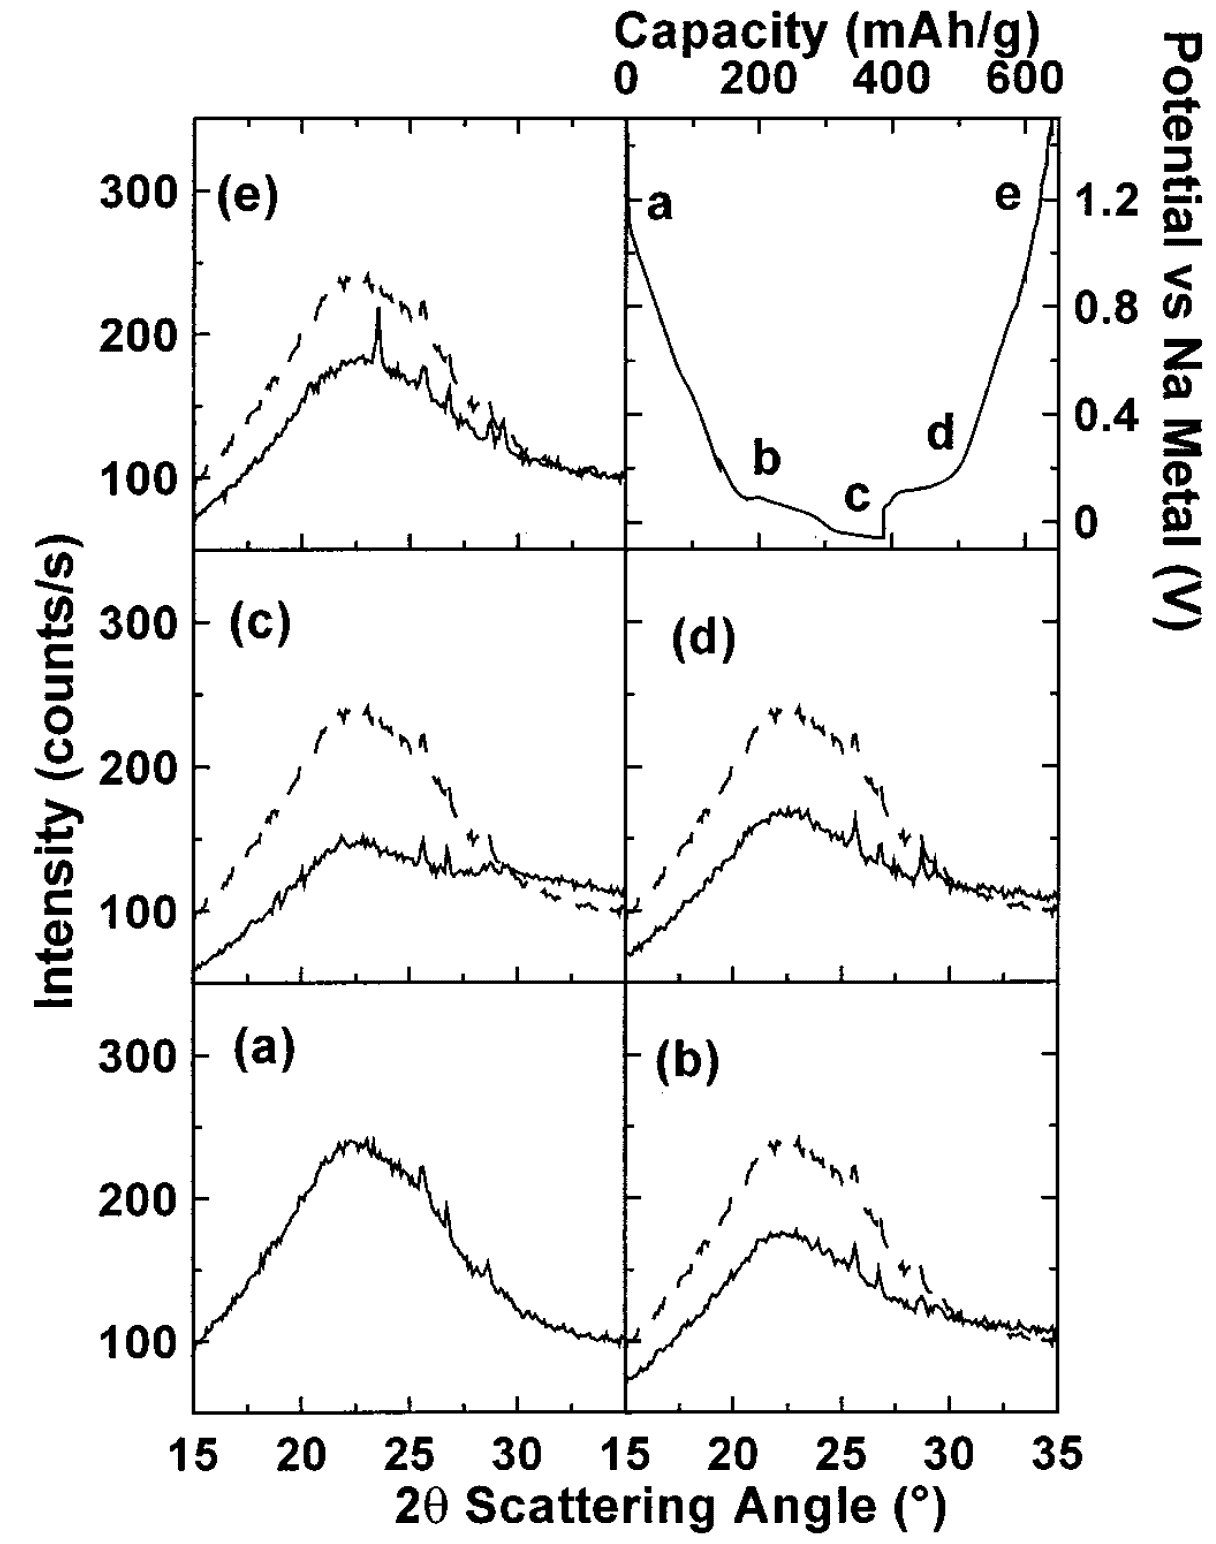 Capacity (mAh/g)
0 200 400 600
Potential vs Na Metal (V)
1.2
0.8
0.4
0
a
b
c
d
e
Intensity (counts/s)
(e)
300
200
100
(c)
300
200
100
(d)
(a)
300
200
100
(b)
15 20 25 30 15 20 25 30 35
2θ Scattering Angle (°)